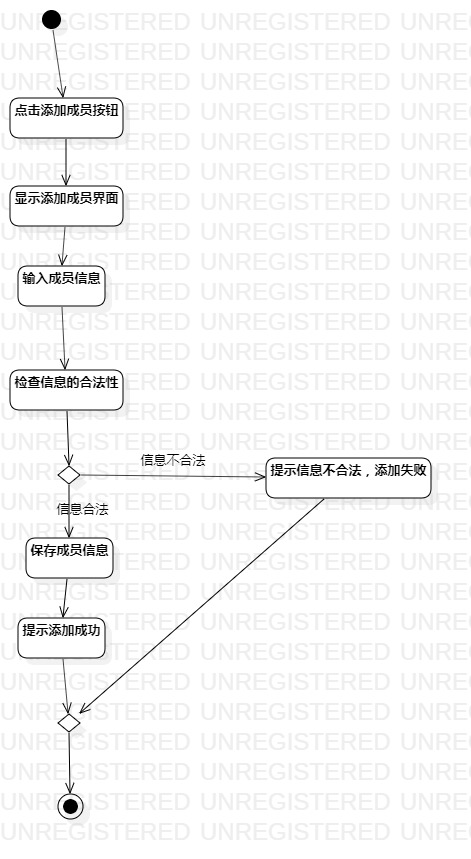 点击添加成员按钮
显示添加成员界面
输入成员信息
检查信息的合法性
信息不合法
提示信息不合法，添加失败
信息合法
保存成员信息
提示添加成功
UNREGISTERED